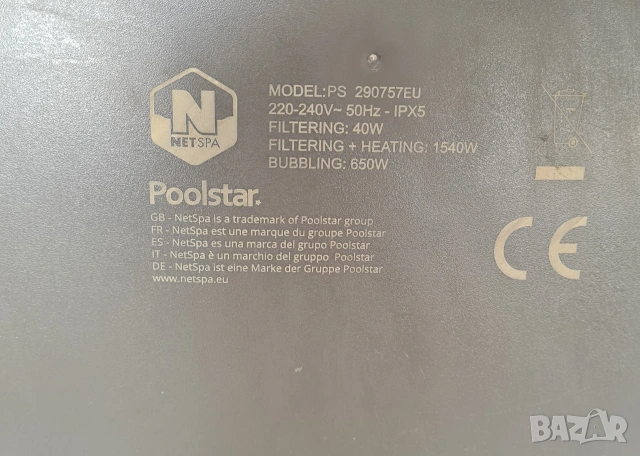 N
NETSPA
MODEL:PS 290757EU
220-240V~ 50Hz - IPX5
FILTERING: 40W
FILTERING + HEATING: 1540W
BUBBLING: 650W
Poolstar.
GB - NetSpa is a trademark of Poolstar group
FR - NetSpa est une marque du groupe Poolstar
ES - NetSpa es una marca del grupo Poolstar
IT - NetSpa è un marchio del gruppo Poolstar
DE - NetSpa ist eine Marke der Gruppe Poolstar
www.netspa.eu
CE
BAZAR